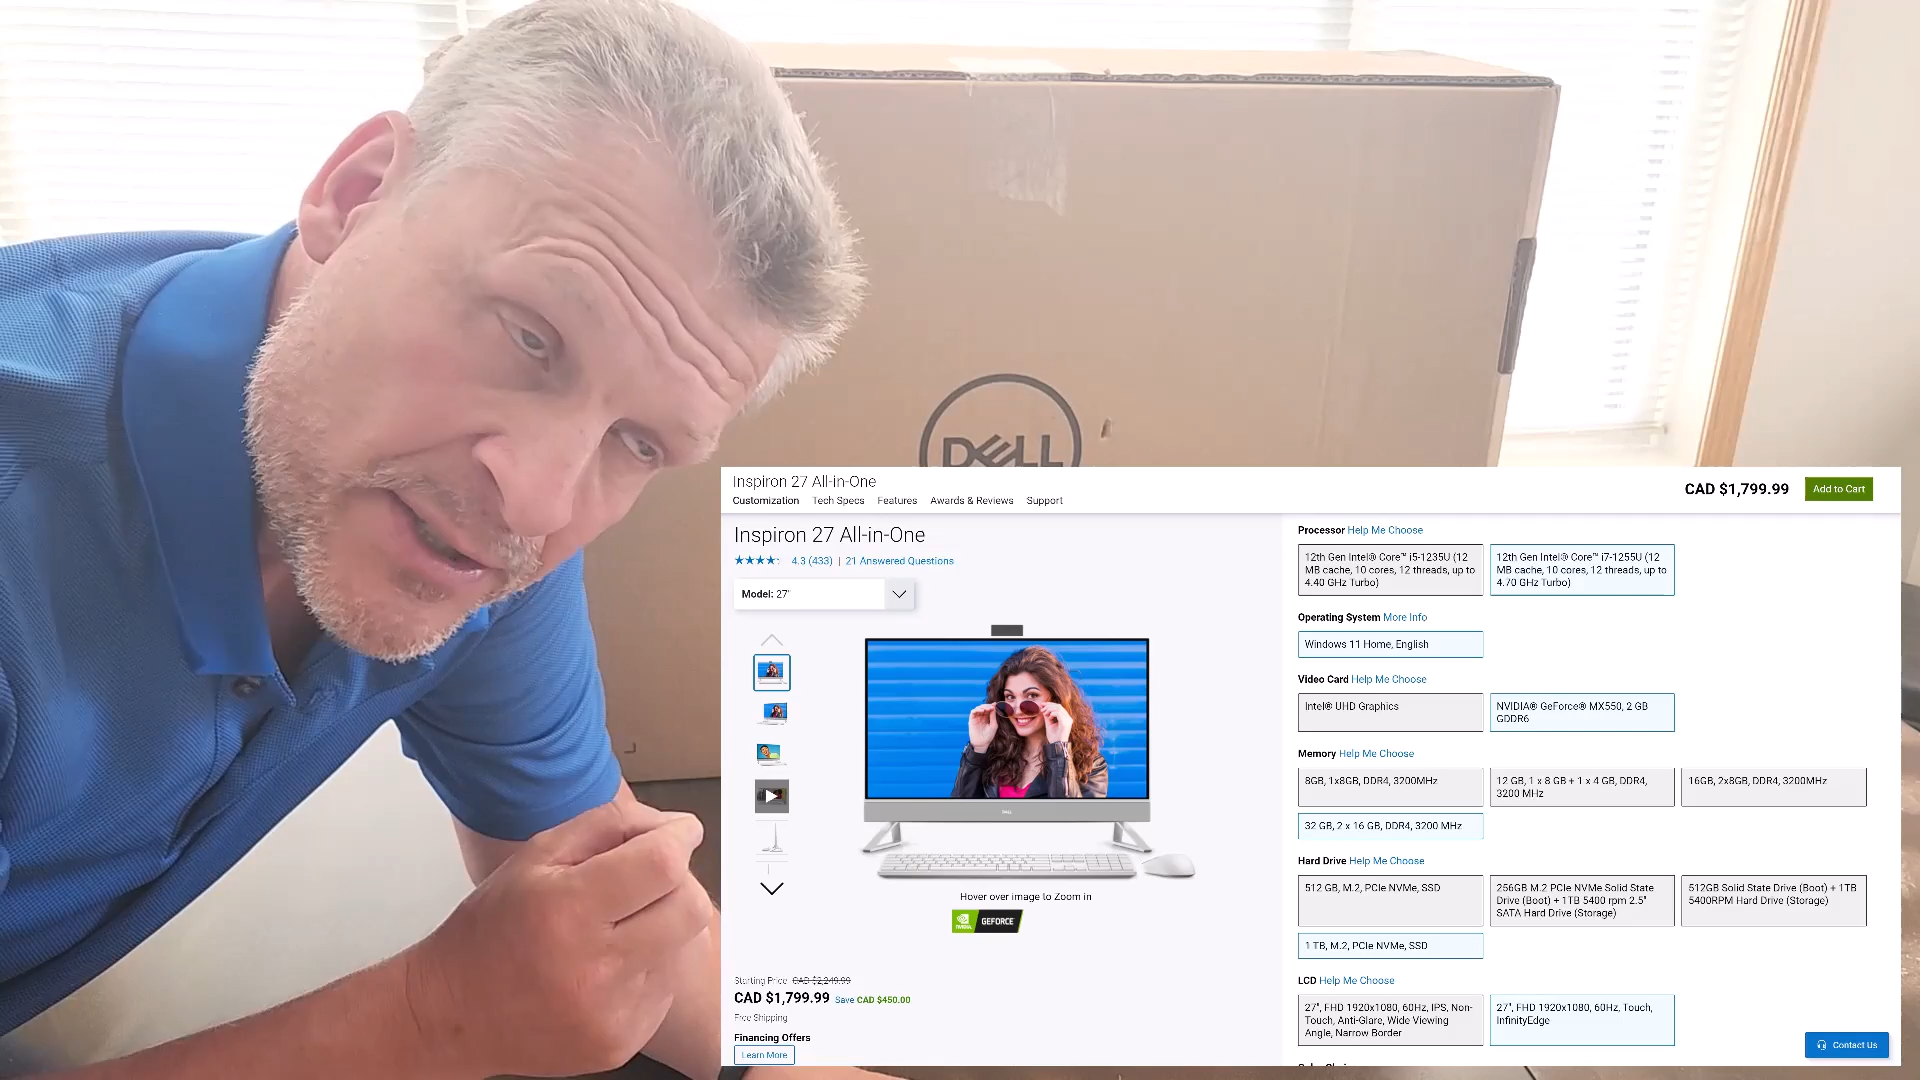 DELL
Inspiron 27 All-in-One
CAD $1,799.99
Add to Cart
Customization
Tech Specs
Features
Awards & Reviews
Support
Inspiron 27 All-in-One
4.3 (433) | 21 Answered Questions
Model: 27"
DELL
Hover over image to Zoom in
NVIDIA GEFORCE
Starting Price CAD $2,249.99
CAD $1,799.99 Save CAD $450.00
Free Shipping
Financing Offers
Learn More
Processor Help Me Choose
12th Gen Intel® Core™ i5-1235U (12
MB cache, 10 cores, 12 threads, up to
4.40 GHz Turbo)
12th Gen Intel® Core™ i7-1255U (12
MB cache, 10 cores, 12 threads, up to
4.70 GHz Turbo)
Operating System More Info
Windows 11 Home, English
Video Card Help Me Choose
Intel® UHD Graphics
NVIDIA® GeForce® MX550, 2 GB
GDDR6
Memory Help Me Choose
8GB, 1x8GB, DDR4, 3200MHz
12 GB, 1 x 8 GB + 1 x 4 GB, DDR4,
3200 MHz
16GB, 2x8GB, DDR4, 3200MHz
32 GB, 2 x 16 GB, DDR4, 3200 MHz
Hard Drive Help Me Choose
512 GB, M.2, PCIe NVMe, SSD
256GB M.2 PCIe NVMe Solid State
Drive (Boot) + 1TB 5400 rpm 2.5"
SATA Hard Drive (Storage)
512GB Solid State Drive (Boot) + 1TB
5400RPM Hard Drive (Storage)
1 TB, M.2, PCIe NVMe, SSD
LCD Help Me Choose
27", FHD 1920x1080, 60Hz, IPS, Non-
Touch, Anti-Glare, Wide Viewing
Angle, Narrow Border
27", FHD 1920x1080, 60Hz, Touch,
InfinityEdge
Contact Us